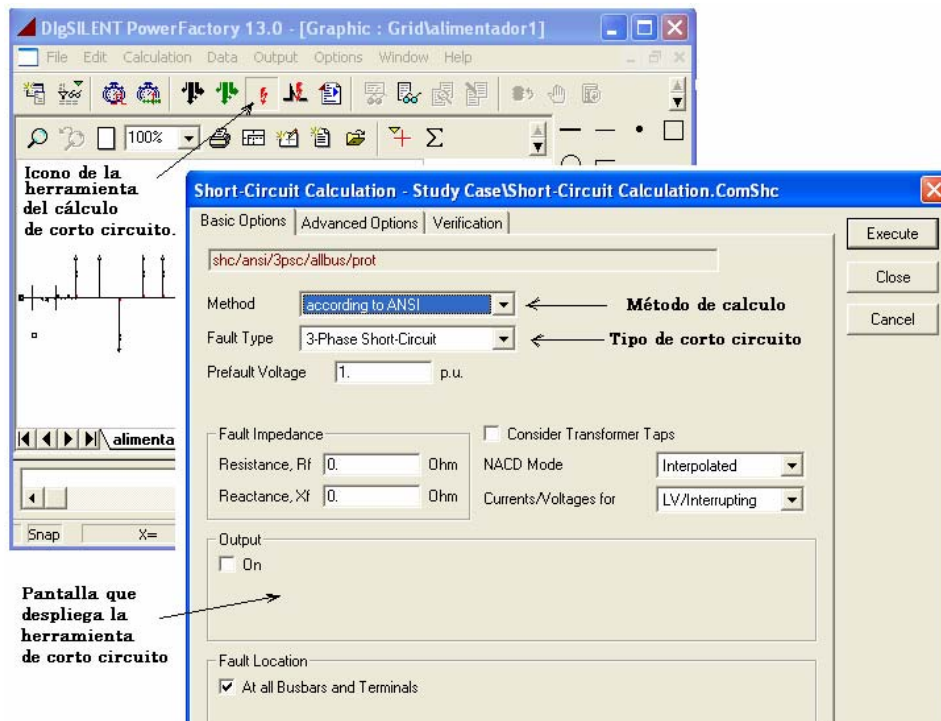 DIgSILENT PowerFactory 13.0 - [Graphic : Grid\alimentador1]
File Edit Calculation Data Output Options Window Help
100%
Icono de la
herramienta
del cálculo
de corto circuito.
Short-Circuit Calculation - Study Case\Short-Circuit Calculation.ComShc
Basic Options Advanced Options Verification
Execute
shc/ansi/3psc/allbus/prot
Close
Method according to ANSI Método de calculo
Cancel
Fault Type 3-Phase Short-Circuit Tipo de corto circuito
Prefault Voltage 1. p.u.
alimenta
Fault Impedance Consider Transformer Taps
Resistance, Rf 0. Ohm NACD Mode Interpolated
Reactance, Xf 0. Ohm Currents/Voltages for LV/Interrupting
Snap X=
Output
On
Pantalla que
despliega la
herramienta
de corto circuito
Fault Location
At all Busbars and Terminals